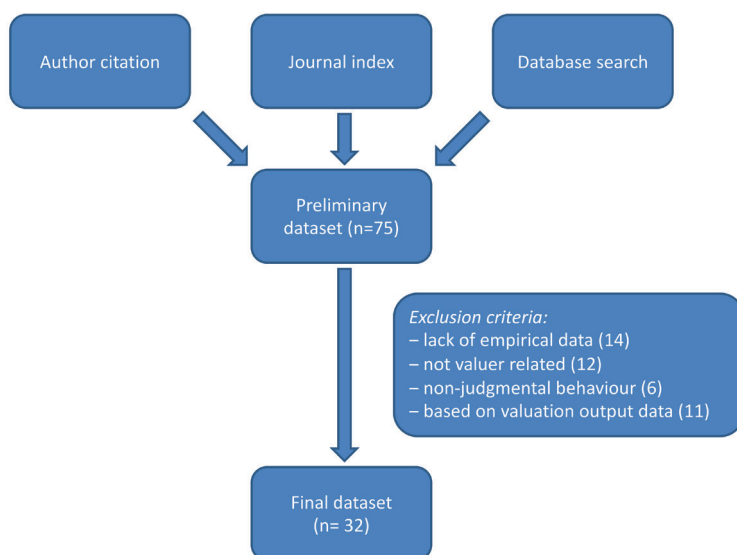 Author citation
Journal index
Database search
Preliminary
dataset (n=75)
Exclusion criteria:
– lack of empirical data (14)
– not valuer related (12)
– non-judgmental behaviour (6)
– based on valuation output data (11)
Final dataset
(n= 32)